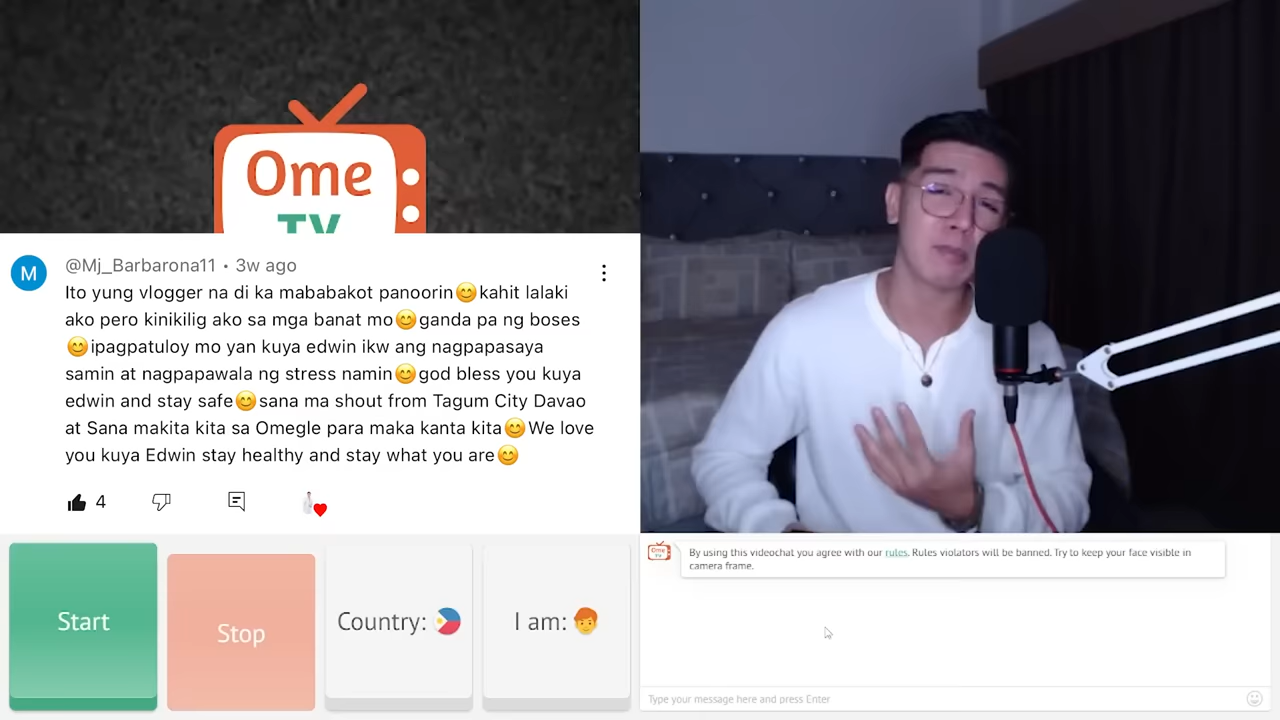 Ome
TV
@Mj_Barbarona11 • 3w ago
Ito yung vlogger na di ka mababakot panoorin😊kahit lalaki
ako pero kinikilig ako sa mga banat mo😊ganda pa ng boses
😊ipagpatuloy mo yan kuya edwin ikw ang nagpapasaya
samin at nagpapawala ng stress namin😊god bless you kuya
edwin and stay safe😊sana ma shout from Tagum City Davao
at Sana makita kita sa Omegle para maka kanta kita😊We love
you kuya Edwin stay healthy and stay what you are😊
4
Start
Stop
Country:
I am:
Ome
TV
By using this videochat you agree with our rules. Rules violators will be banned. Try to keep your face visible in
camera frame.
Type your message here and press Enter